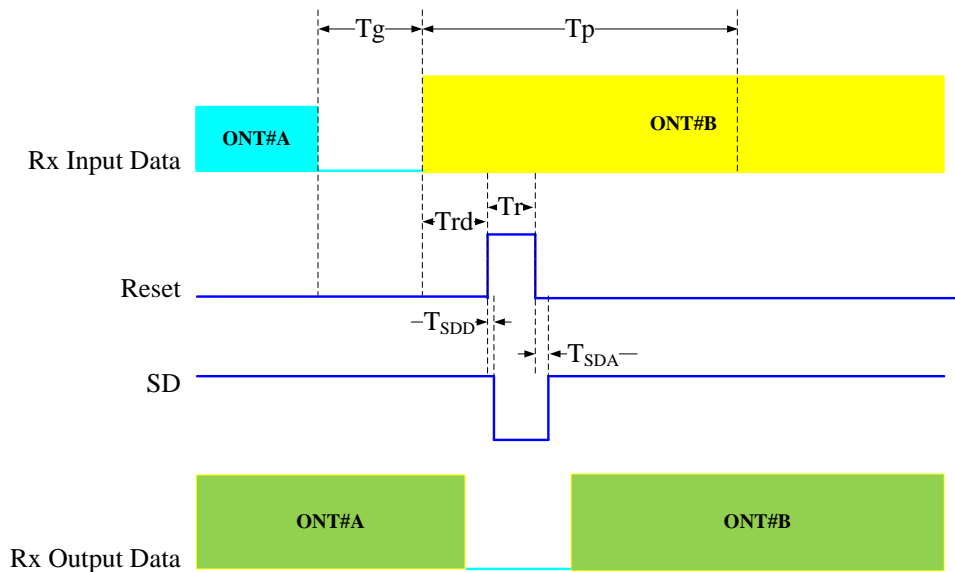 Tg Tp
ONT#A ONT#B
Rx Input Data
Trd Tr
Reset
T_SDD T_SDA
SD
ONT#A ONT#B
Rx Output Data